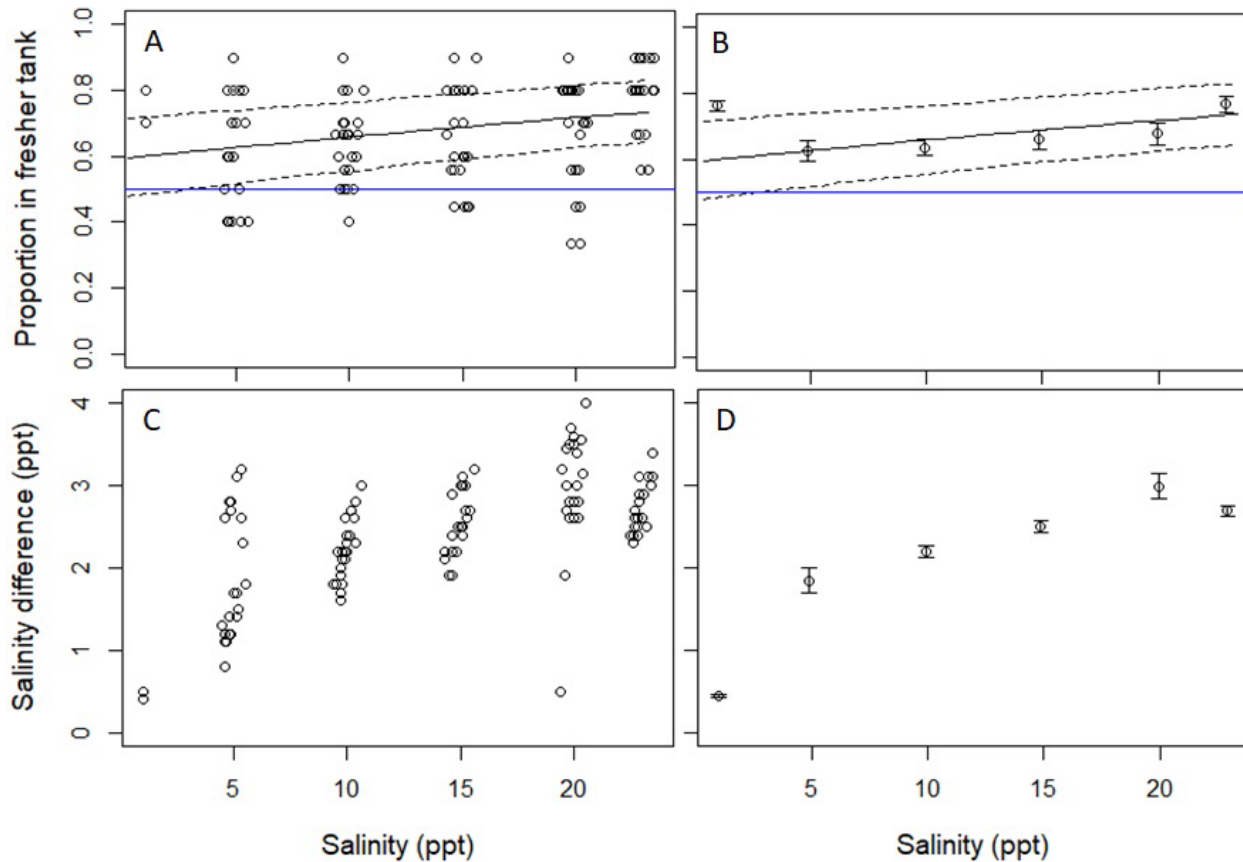 A
B
Proportion in fresher tank
1.0
0.8
0.6
0.4
0.2
0.0
C
D
Salinity difference (ppt)
4
3
2
1
0
5 10 15 20
5 10 15 20
Salinity (ppt)
Salinity (ppt)